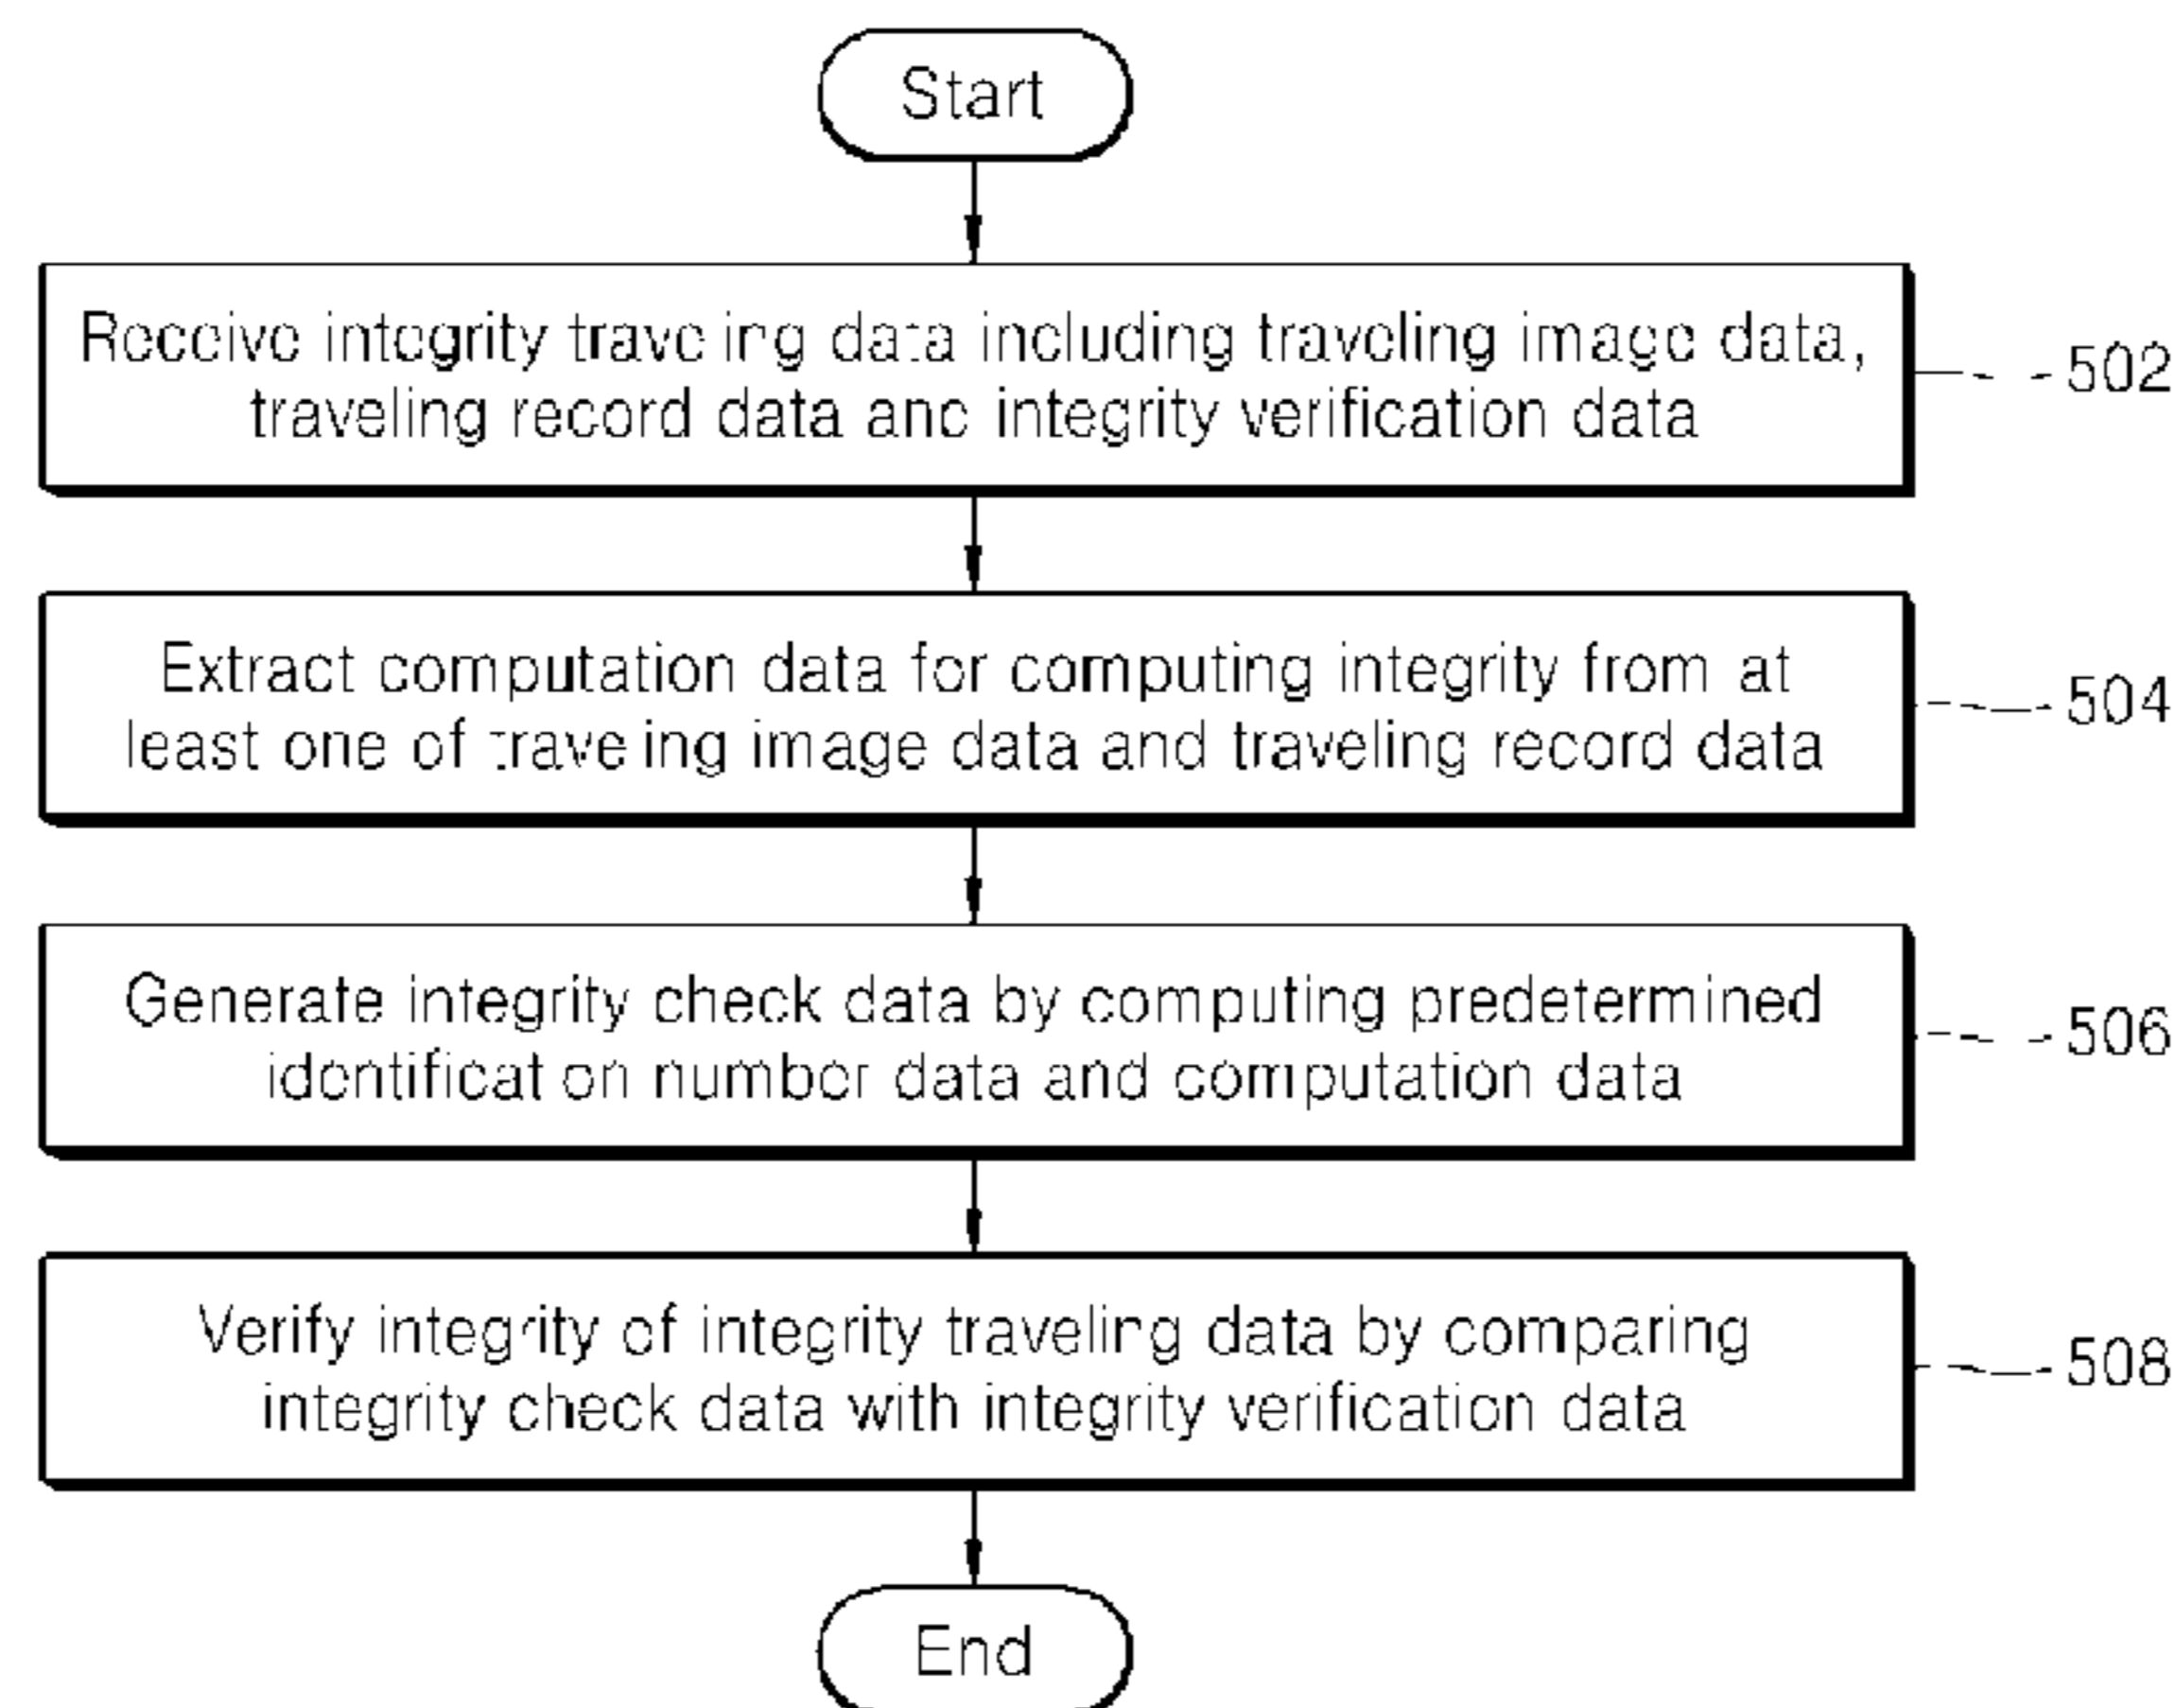 Start
Receive integrity traveling data including traveling image data,
traveling record data and integrity verification data
502
Extract computation data for computing integrity from at
least one of traveling image data and traveling record data
504
Generate integrity check data by computing predetermined
identification number data and computation data
506
Verify integrity of integrity traveling data by comparing
integrity check data with integrity verification data
508
End